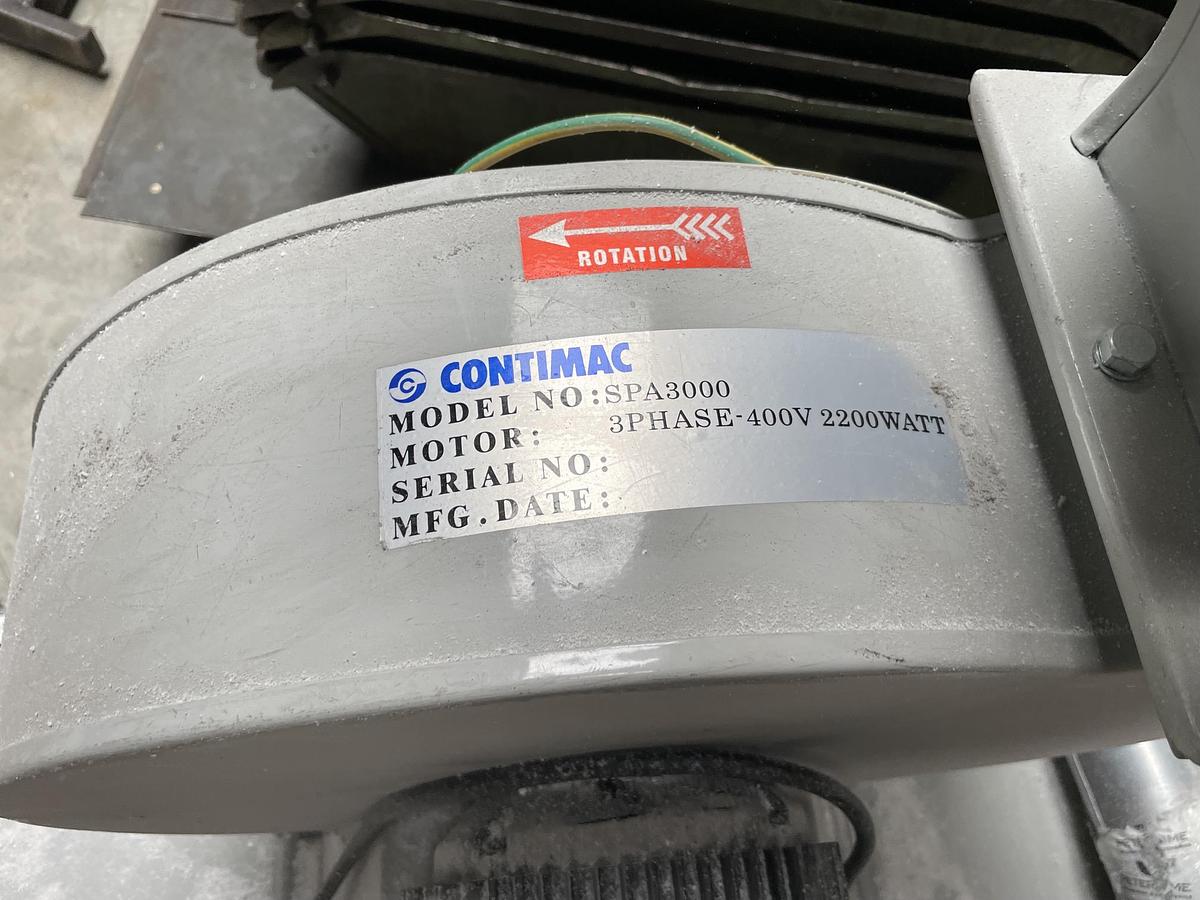 ROTATION
CONTIMAC
MODEL NO: SPA3000
MOTOR: 3PHASE-400V 2200WATT
SERIAL NO:
MFG. DATE: